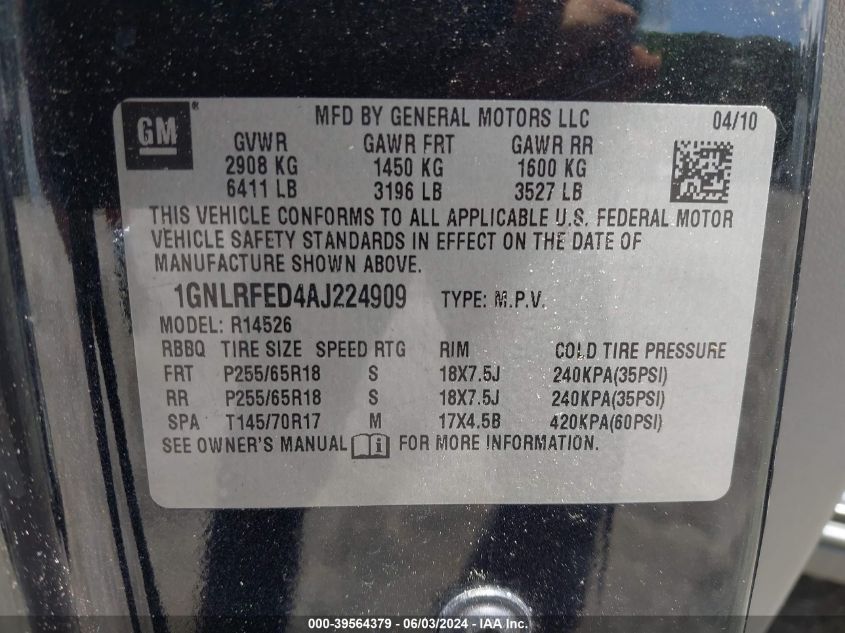 GM ® MFD BY GENERAL MOTORS LLC 04/10
GVWR GAWR FRT GAWR RR
2908 KG 1450 KG 1600 KG
6411 LB 3196 LB 3527 LB
THIS VEHICLE CONFORMS TO ALL APPLICABLE U.S. FEDERAL MOTOR
VEHICLE SAFETY STANDARDS IN EFFECT ON THE DATE OF
MANUFACTURE SHOWN ABOVE.
1GNLRFED4AJ224909 TYPE: M.P.V.
MODEL: R14526
RBBQ TIRE SIZE SPEED RTG RIM COLD TIRE PRESSURE
FRT P255/65R18 S 18X7.5J 240KPA(35PSI)
RR P255/65R18 S 18X7.5J 240KPA(35PSI)
SPA T145/70R17 M 17X4.5B 420KPA(60PSI)
SEE OWNER'S MANUAL i FOR MORE INFORMATION.
000-39564379 - 06/03/2024 - IAA Inc.